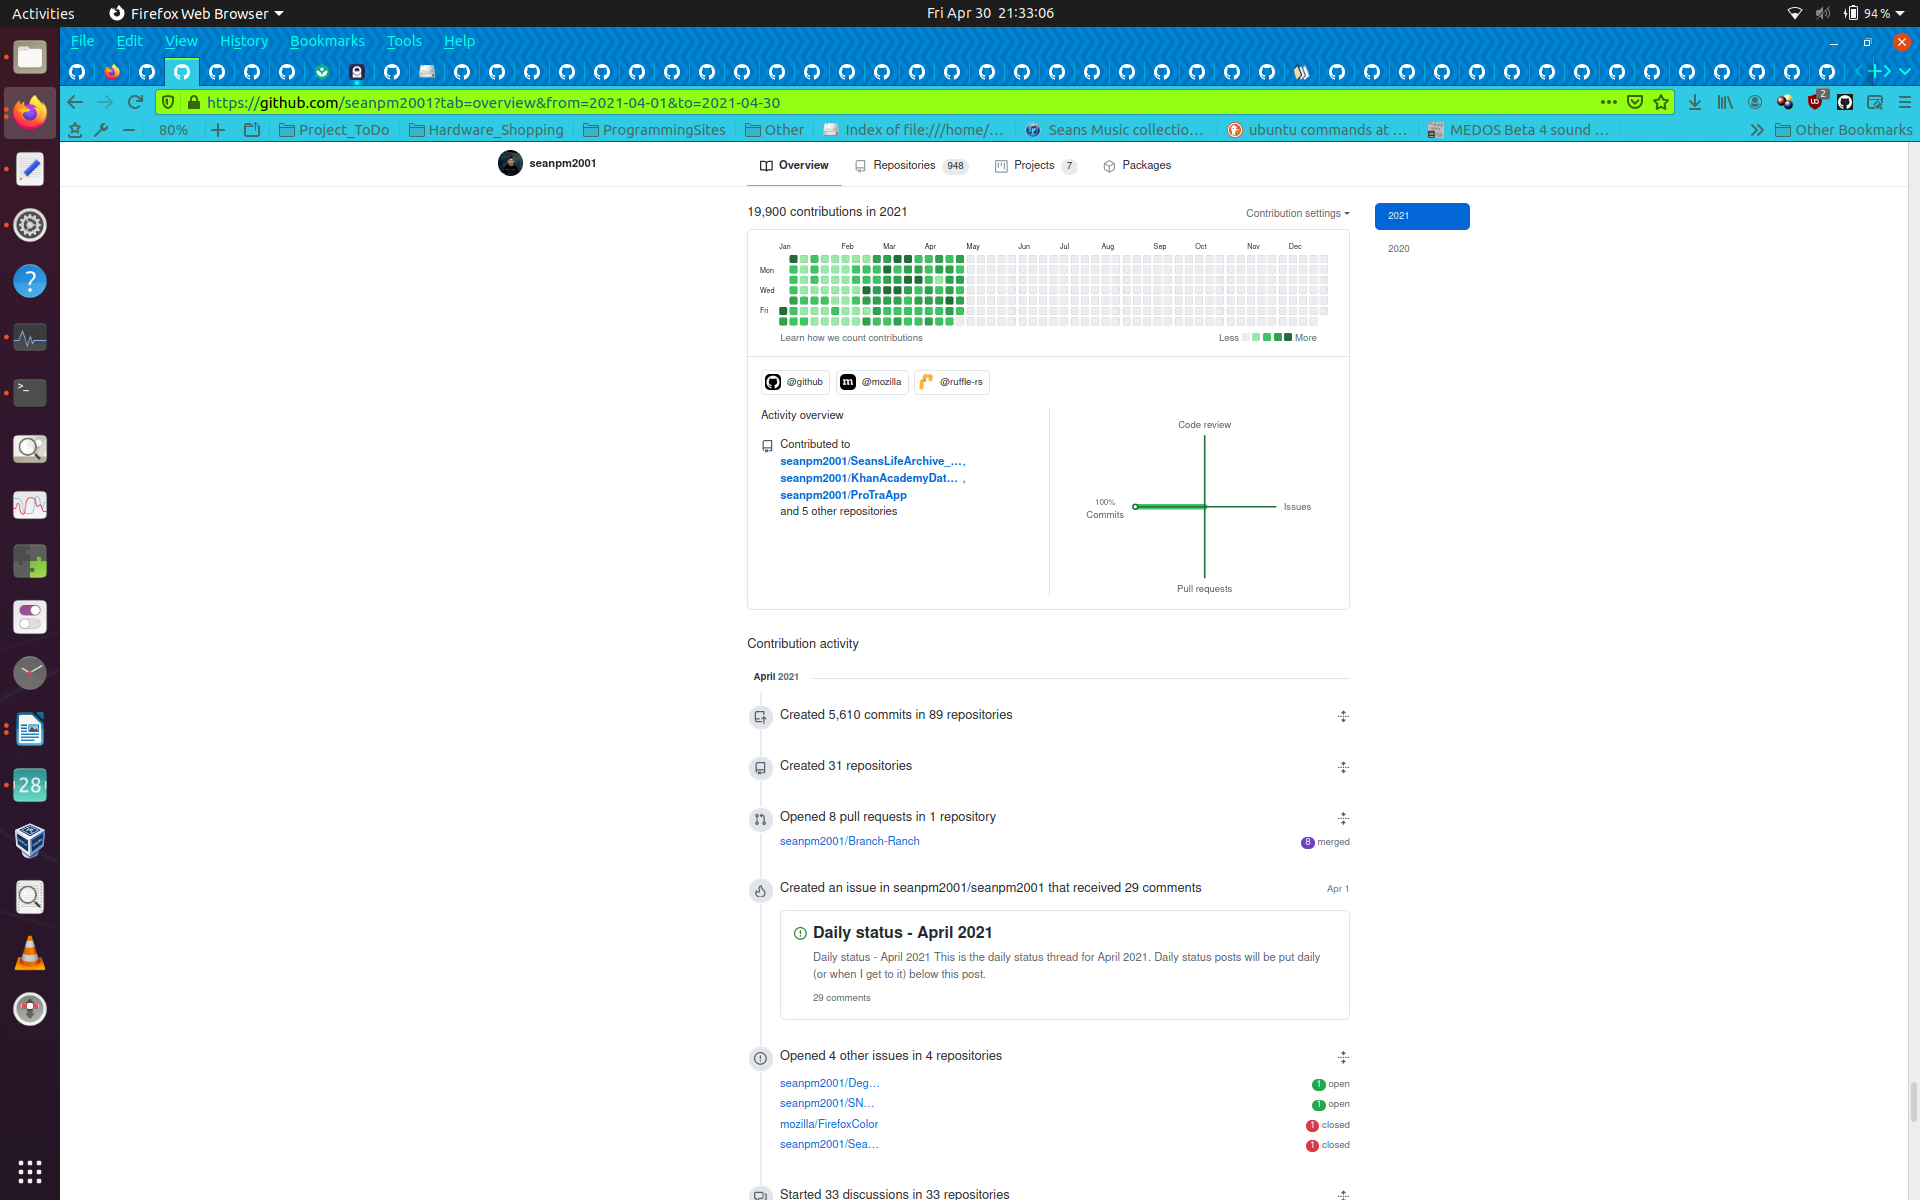 Activities
Firefox Web Browser
Fri Apr 30 21:33:06
94 %
File Edit View History Bookmarks Tools Help
https://github.com/seanpm2001?tab=overview&from=2021-04-01&to=2021-04-30
2
80%
Project_ToDo
Hardware_Shopping
ProgrammingSites
Other
Index of file:///home/...
Seans Music collectio...
ubuntu commands at ...
MEDOS Beta 4 sound ...
Other Bookmarks
seanpm2001
Overview
Repositories 948
Projects 7
Packages
19,900 contributions in 2021
Contribution settings
2021
2020
Jan Feb Mar Apr May Jun Jul Aug Sep Oct Nov Dec
Mon
Wed
Fri
Learn how we count contributions
Less More
@github
@mozilla
@ruffle-rs
Activity overview
Contributed to
seanpm2001/SeansLifeArchive_...,
seanpm2001/KhanAcademyDat... ,
seanpm2001/ProTraApp
and 5 other repositories
Code review
100%
Commits
Issues
Pull requests
Contribution activity
April 2021
Created 5,610 commits in 89 repositories
Created 31 repositories
Opened 8 pull requests in 1 repository
seanpm2001/Branch-Ranch
8 merged
Created an issue in seanpm2001/seanpm2001 that received 29 comments
Apr 1
Daily status - April 2021
Daily status - April 2021 This is the daily status thread for April 2021. Daily status posts will be put daily
(or when I get to it) below this post.
29 comments
Opened 4 other issues in 4 repositories
seanpm2001/Deg...
1 open
seanpm2001/SN...
1 open
mozilla/FirefoxColor
1 closed
seanpm2001/Sea...
1 closed
Started 33 discussions in 33 repositories
28